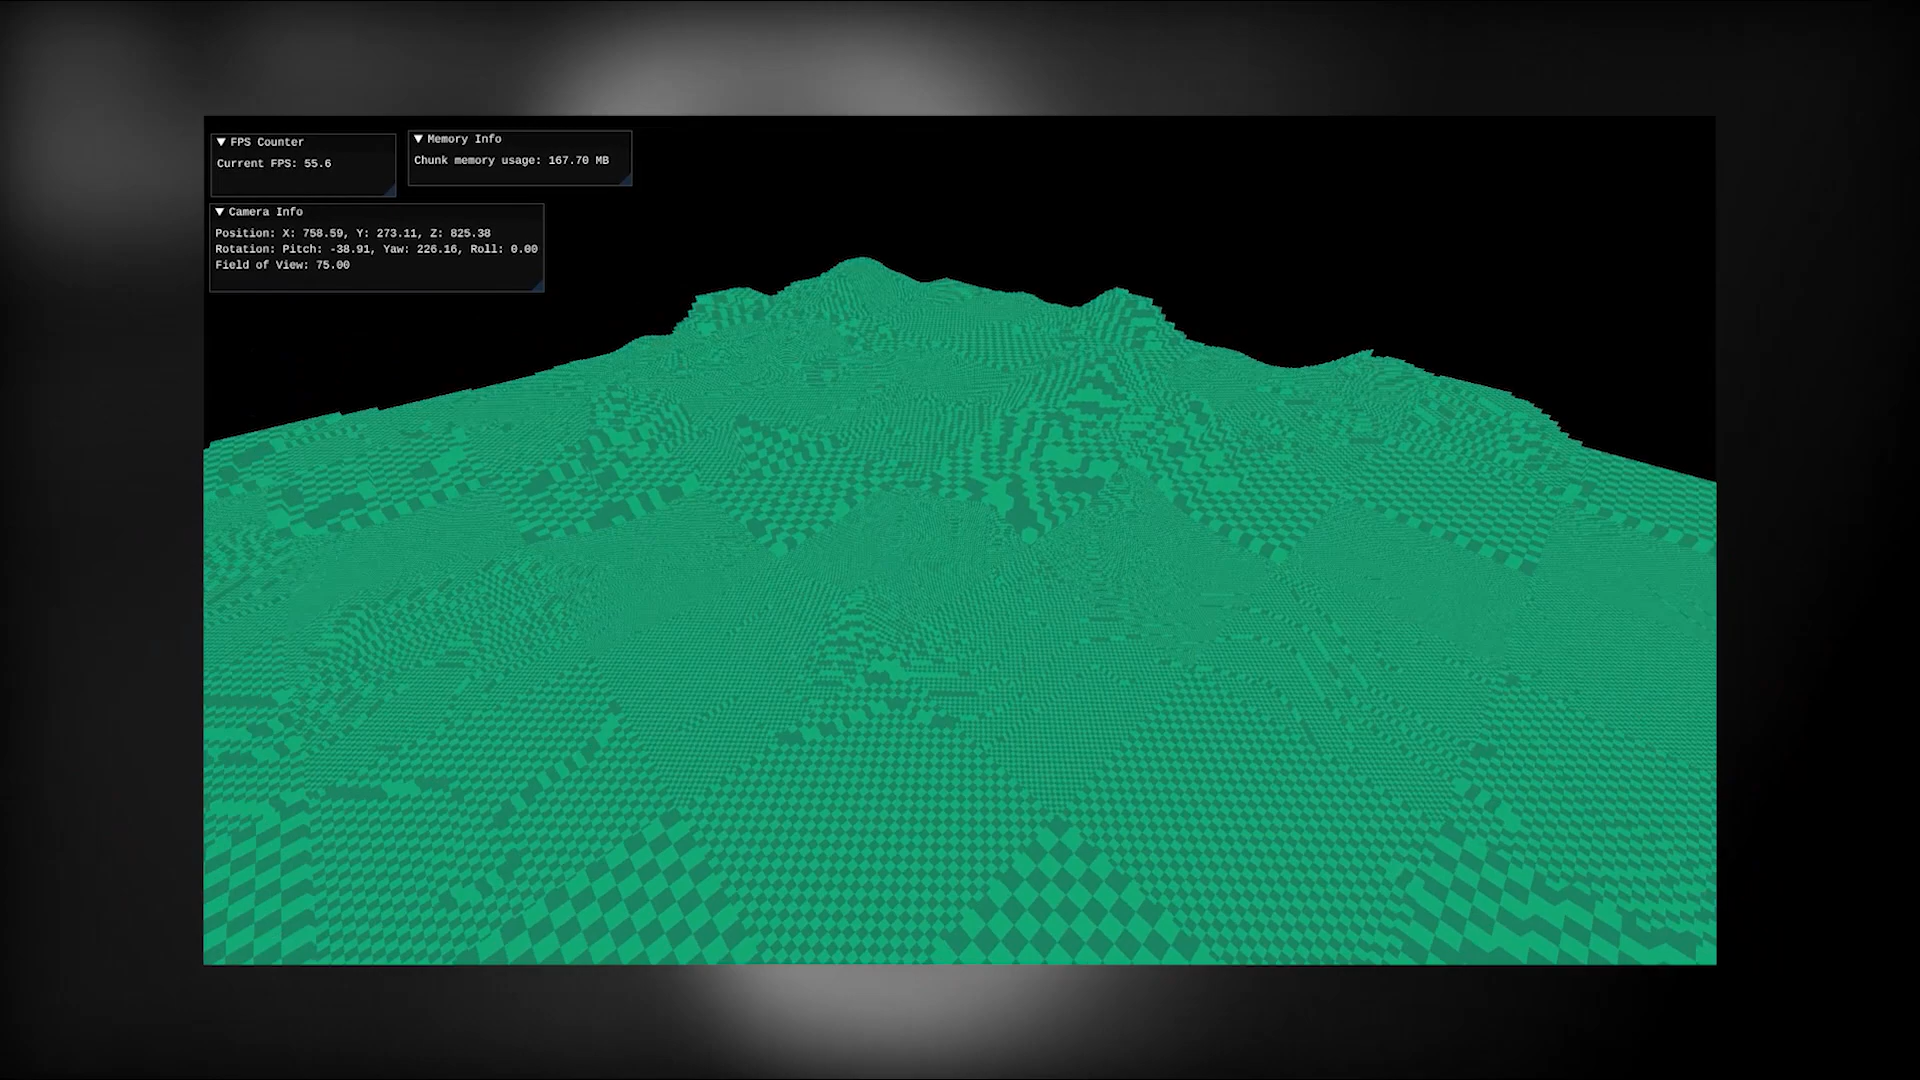 FPS Counter
Current FPS: 55.6
Memory Info
Chunk memory usage: 167.70 MB
Camera Info
Position: X: 758.59, Y: 273.11, Z: 825.38
Rotation: Pitch: -38.91, Yaw: 226.16, Roll: 0.00
Field of View: 75.00